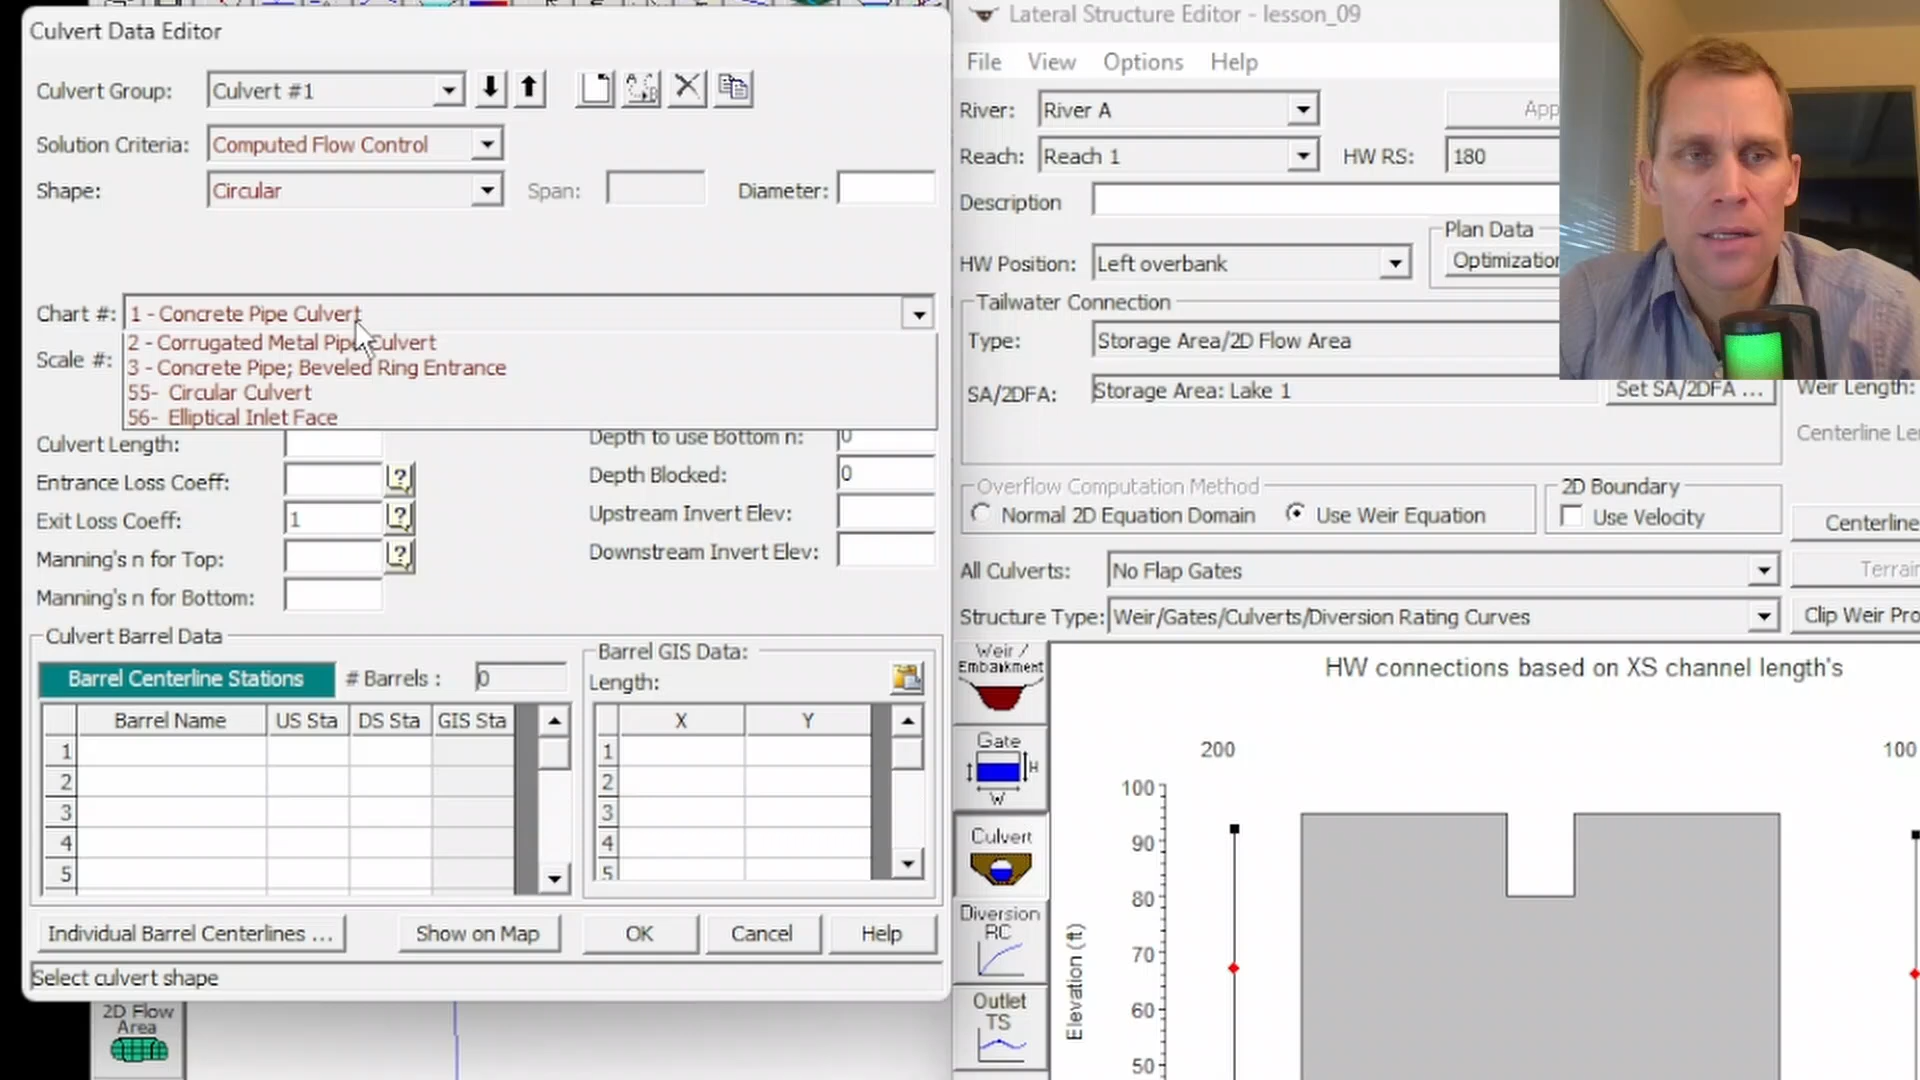 Culvert Data Editor
Culvert Group: Culvert #1
Solution Criteria: Computed Flow Control
Shape: Circular Span: Diameter:
Chart #: 1 - Concrete Pipe Culvert
2 - Corrugated Metal Pipe Culvert
Scale #:
3 - Concrete Pipe; Beveled Ring Entrance
55- Circular Culvert
56- Elliptical Inlet Face
Culvert Length: Depth to use Bottom n: 0
Entrance Loss Coeff: Depth Blocked: 0
Exit Loss Coeff: 1 Upstream Invert Elev:
Manning's n for Top: Downstream Invert Elev:
Manning's n for Bottom:
Culvert Barrel Data
Barrel Centerline Stations # Barrels : 0
Barrel GIS Data:
Length:
Barrel Name US Sta DS Sta GIS Sta
1
2
3
4
5
X Y
1
2
3
4
5
Individual Barrel Centerlines ... Show on Map OK Cancel Help
Select culvert shape
2D Flow
Area
Lateral Structure Editor - lesson_09
File View Options Help
River: River A
Reach: Reach 1 HW RS: 180
Description
Plan Data
HW Position: Left overbank
Tailwater Connection
Type: Storage Area/2D Flow Area
SA/2DFA: Storage Area: Lake 1 Set SA/2DFA ... Weir Length:
Overflow Computation Method
Normal 2D Equation Domain Use Weir Equation
2D Boundary
Use Velocity
All Culverts: No Flap Gates
Structure Type: Weir/Gates/Culverts/Diversion Rating Curves
Clip Weir
Weir /
Embankment
Gate
H
W
Culvert
Diversion
RC
Outlet
TS
HW connections based on XS channel length's
200 100
Elevation (ft)
100
90
80
70
60
50